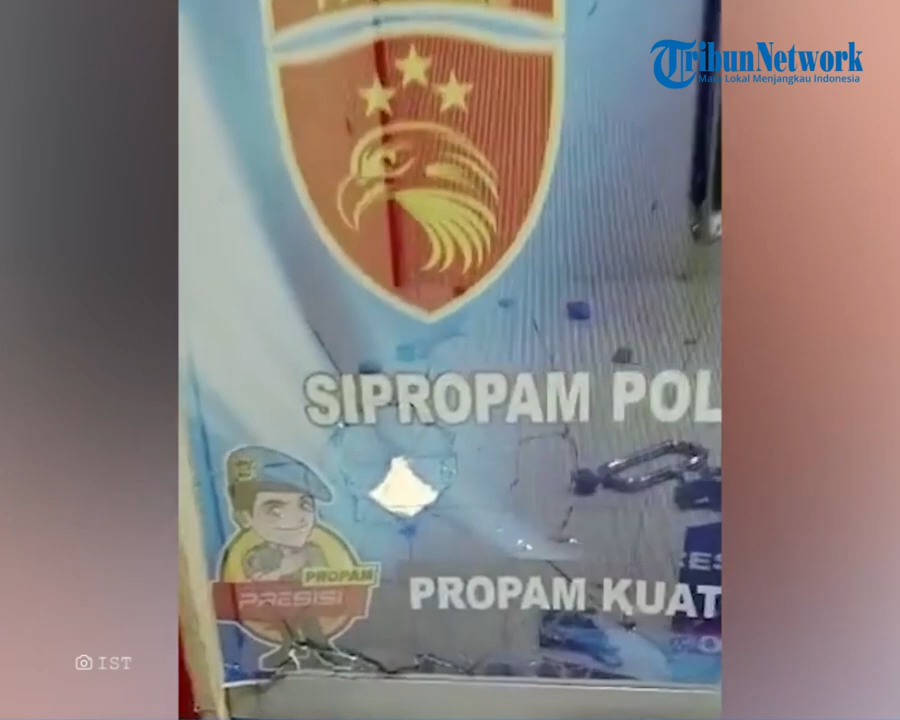 TribunNetwork
Mata Lokal Menjangkau Indonesia
SIPROPAM POL
PROPAM
PRESISI
PROPAM KUAT
IST